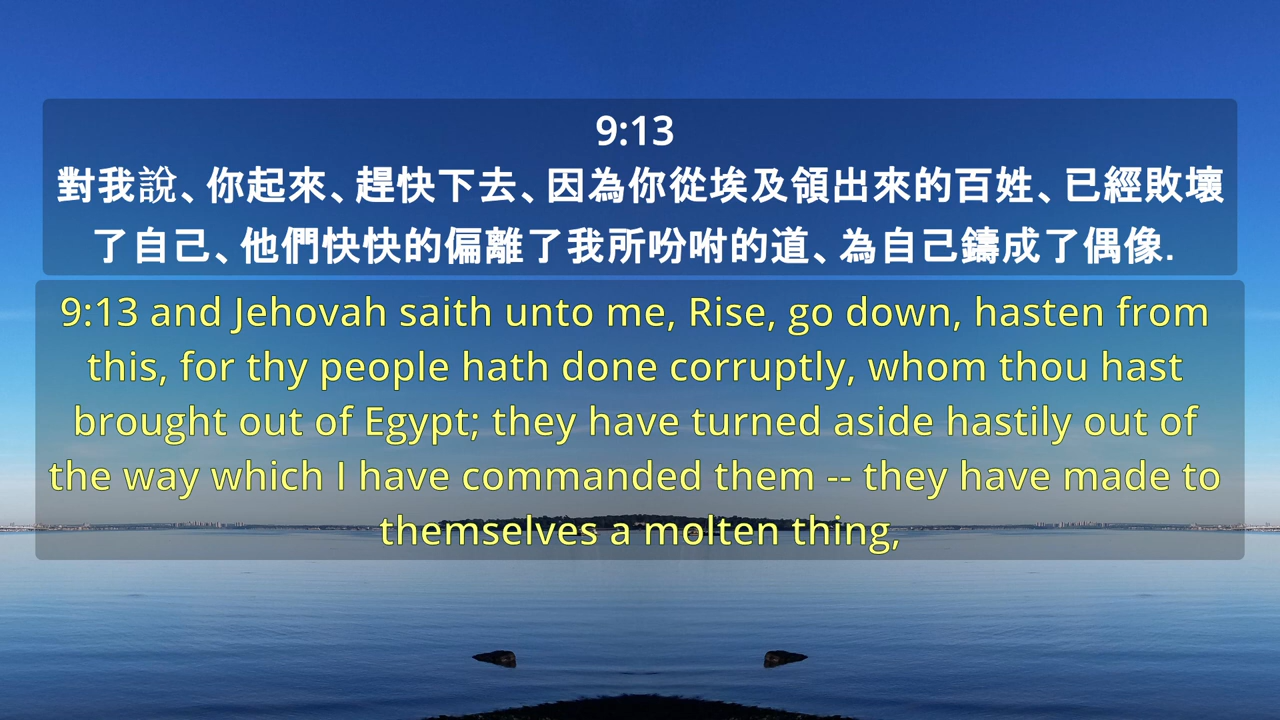 9:13
對我說、你起來、趕快下去、因為你從埃及領出來的百姓、已經敗壞
了自己、他們快快的偏離了我所吩咐的道、為自己鑄成了偶像.
9:13 and Jehovah saith unto me, Rise, go down, hasten from
this, for thy people hath done corruptly, whom thou hast
brought out of Egypt; they have turned aside hastily out of
the way which I have commanded them -- they have made to
themselves a molten thing,